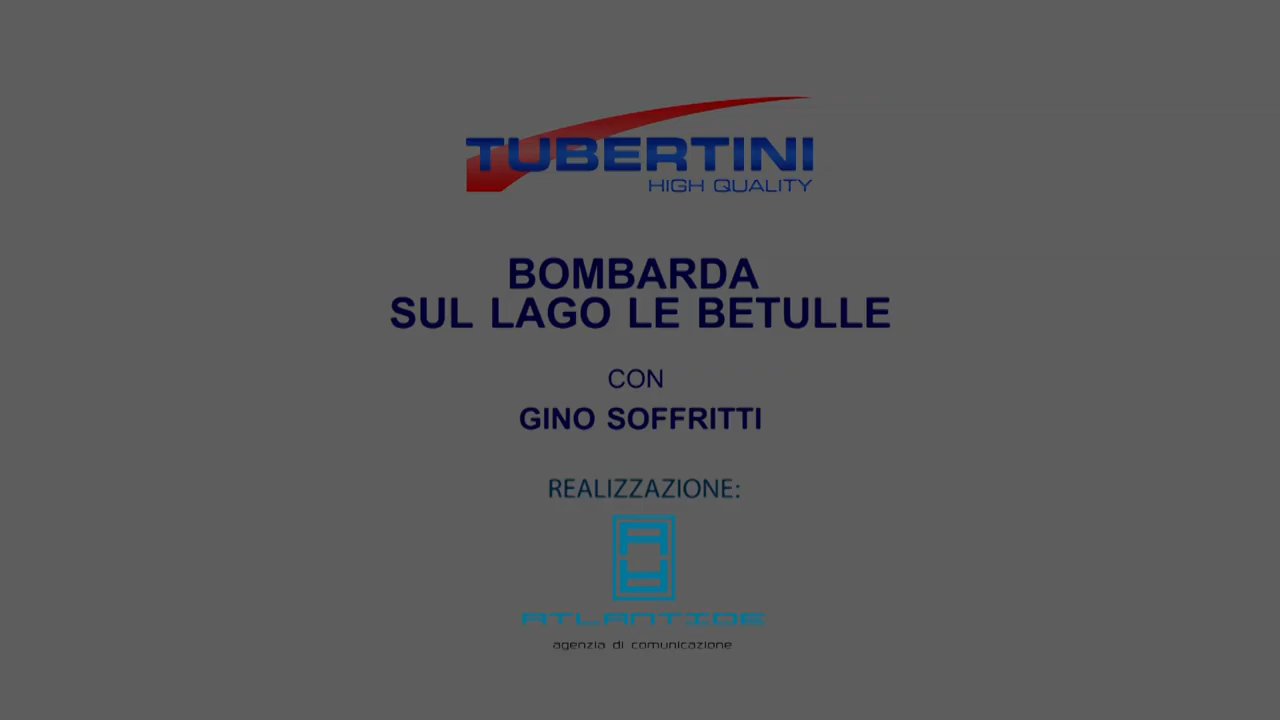 TUBERTINI
HIGH QUALITY
BOMBARDA
SUL LAGO LE BETULLE
CON
GINO SOFFRITTI
REALIZZAZIONE:
ATLANTIDE
agenzia di comunicazione